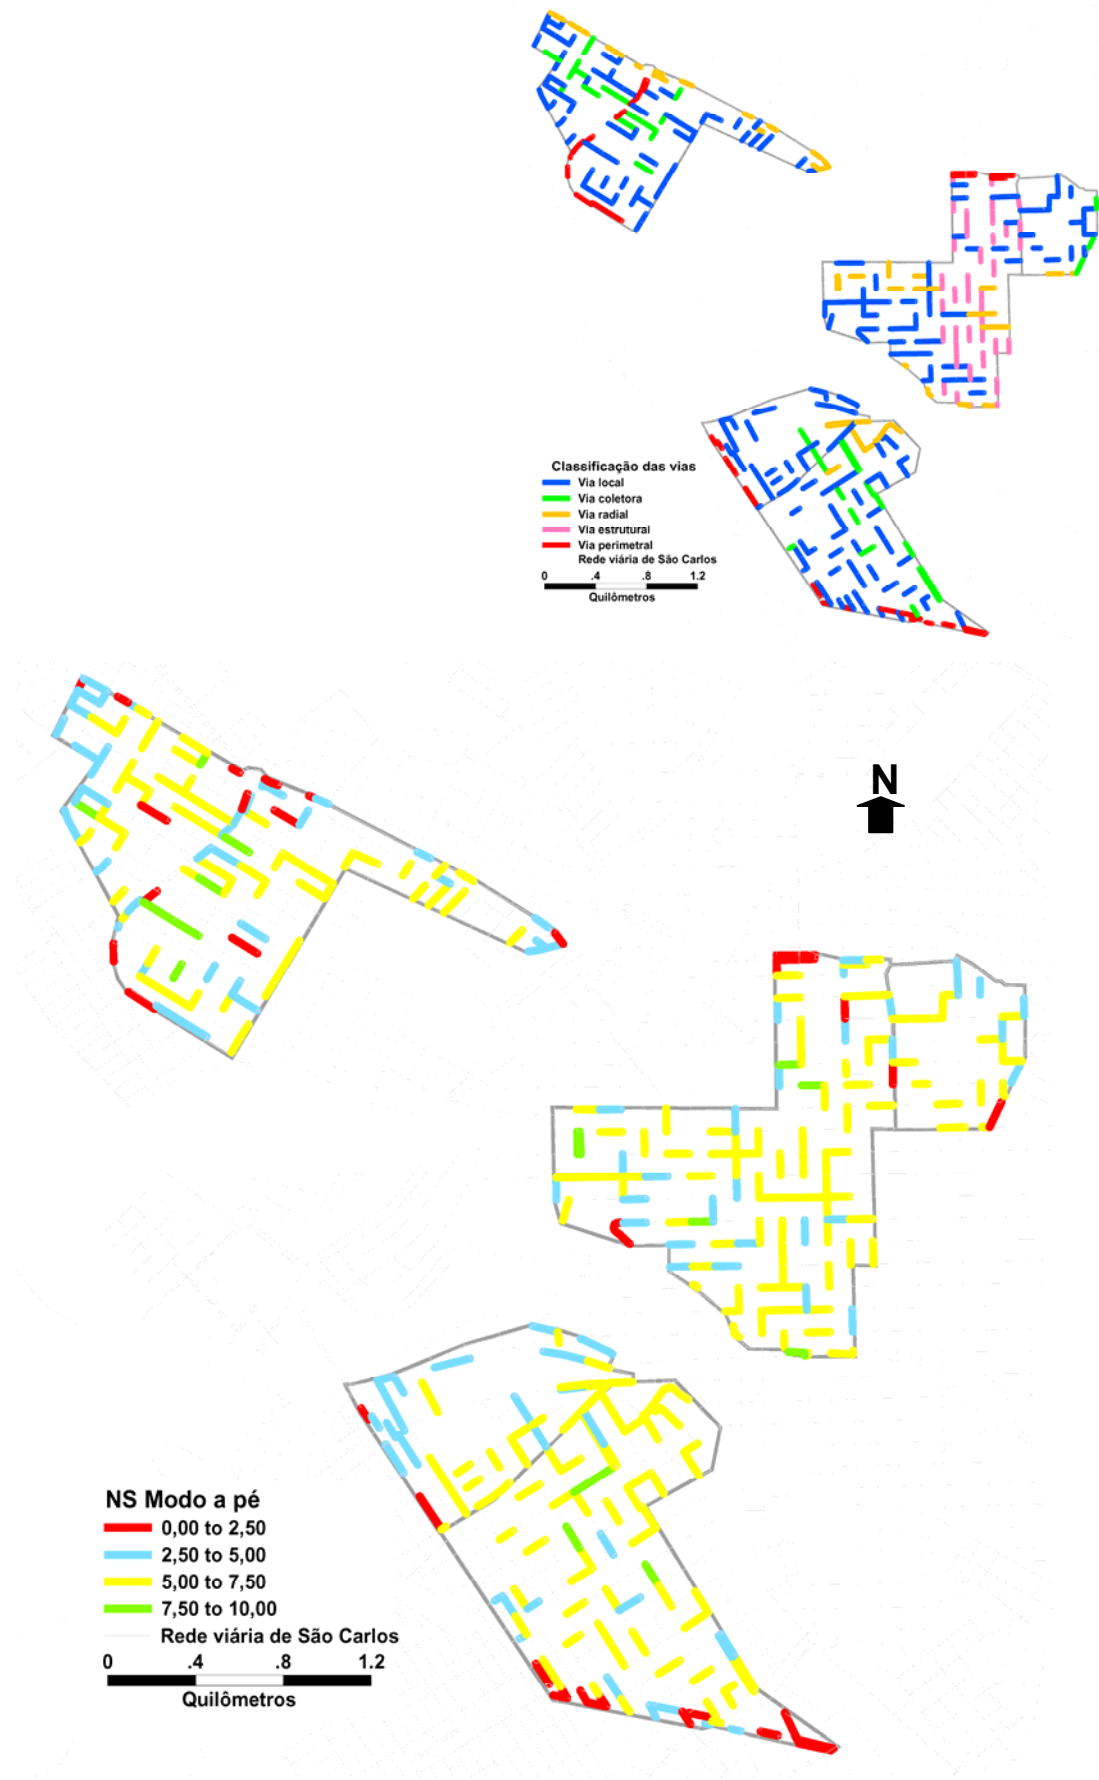 Classificação das vias
Via local
Via coletora
Via radial
Via estrutural
Via perimetral
Rede viária de São Carlos
0 .4 .8 1.2
Quilômetros
N
NS Modo a pé
0,00 to 2,50
2,50 to 5,00
5,00 to 7,50
7,50 to 10,00
Rede viária de São Carlos
0 .4 .8 1.2
Quilômetros